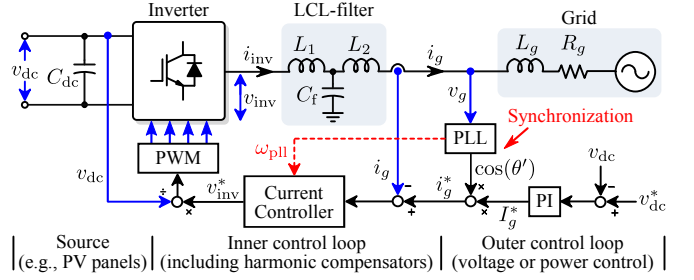 Inverter
LCL-filter
Grid
i_inv
L_1
L_2
i_g
L_g
R_g
v_dc
C_dc
v_inv
C_f
v_g
Synchronization
PLL
ω_pll
PWM
cos(θ')
v_dc
v_dc
i_g
v*_inv
i*_g
÷
Current
Controller
I*_g
PI
v*_dc
× − + × × × − +
Source
(e.g., PV panels)
Inner control loop
(including harmonic compensators)
Outer control loop
(voltage or power control)